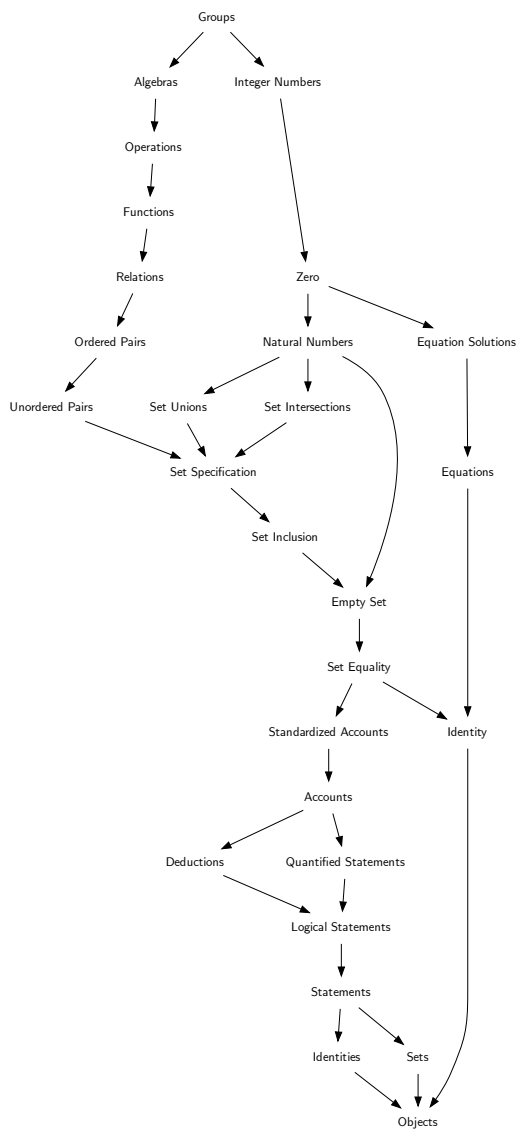 Groups
Algebras
Integer Numbers
Operations
Functions
Relations
Zero
Ordered Pairs
Natural Numbers
Equation Solutions
Unordered Pairs
Set Unions
Set Intersections
Set Specification
Equations
Set Inclusion
Empty Set
Set Equality
Standardized Accounts
Identity
Accounts
Deductions
Quantified Statements
Logical Statements
Statements
Identities
Sets
Objects